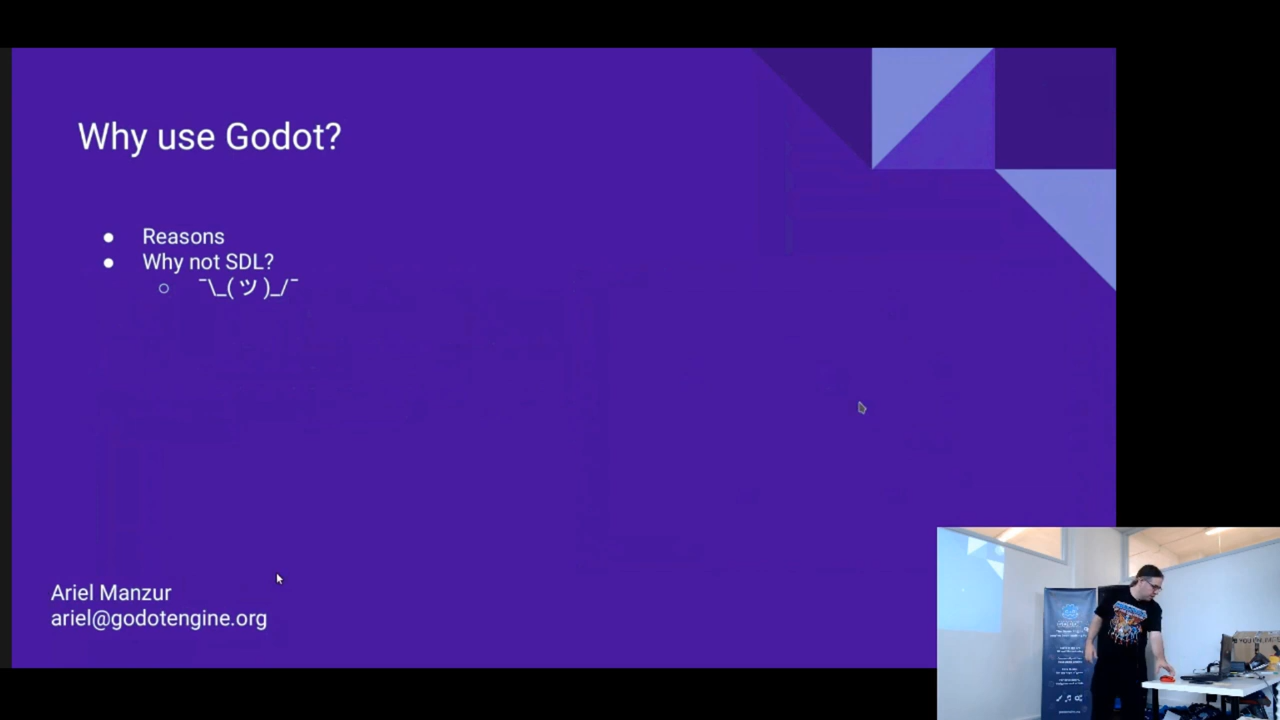 Why use Godot?
● Reasons
● Why not SDL?
○ ¯\_(ツ)_/¯
Ariel Manzur
ariel@godotengine.org